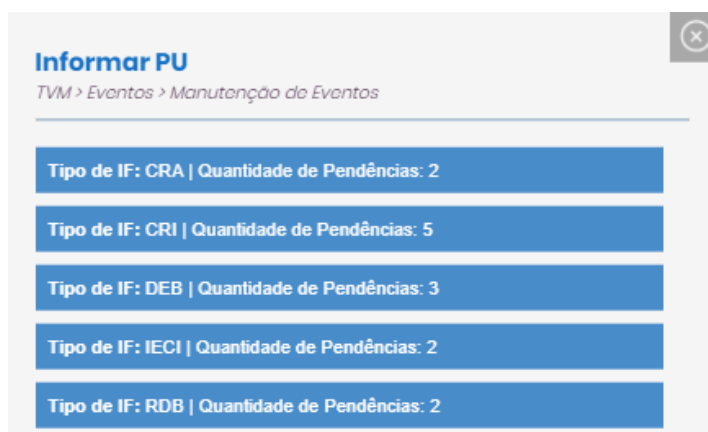 Informar PU
TVM > Eventos > Manutenção de Eventos
Tipo de IF: CRA | Quantidade de Pendências: 2
Tipo de IF: CRI | Quantidade de Pendências: 5
Tipo de IF: DEB | Quantidade de Pendências: 3
Tipo de IF: IECI | Quantidade de Pendências: 2
Tipo de IF: RDB | Quantidade de Pendências: 2